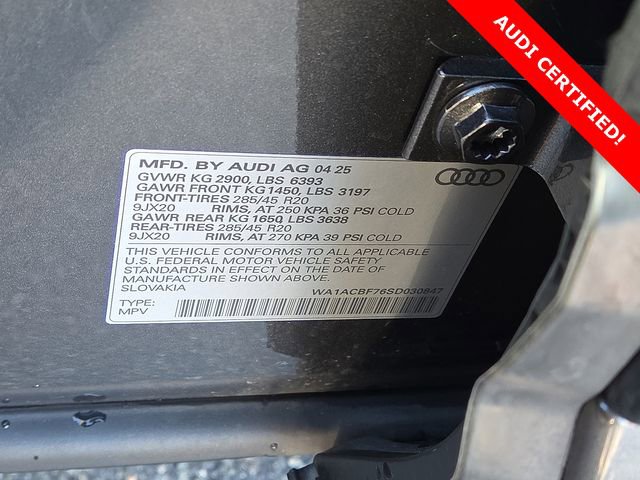 AUDI CERTIFIED!
MFD. BY AUDI AG 04 25
GVWR KG 2900, LBS 6393
GAWR FRONT KG1450, LBS 3197
FRONT-TIRES 285/45 R20
9JX20 RIMS, AT 250 KPA 36 PSI COLD
GAWR REAR KG 1650, LBS 3638
REAR-TIRES 285/45 R20
9JX20 RIMS, AT 270 KPA 39 PSI COLD
THIS VEHICLE CONFORMS TO ALL APPLICABLE
U.S. FEDERAL MOTOR VEHICLE SAFETY
STANDARDS IN EFFECT ON THE DATE OF
MANUFACTURE SHOWN ABOVE.
SLOVAKIA WA1ACBF76SD030847
TYPE:
MPV